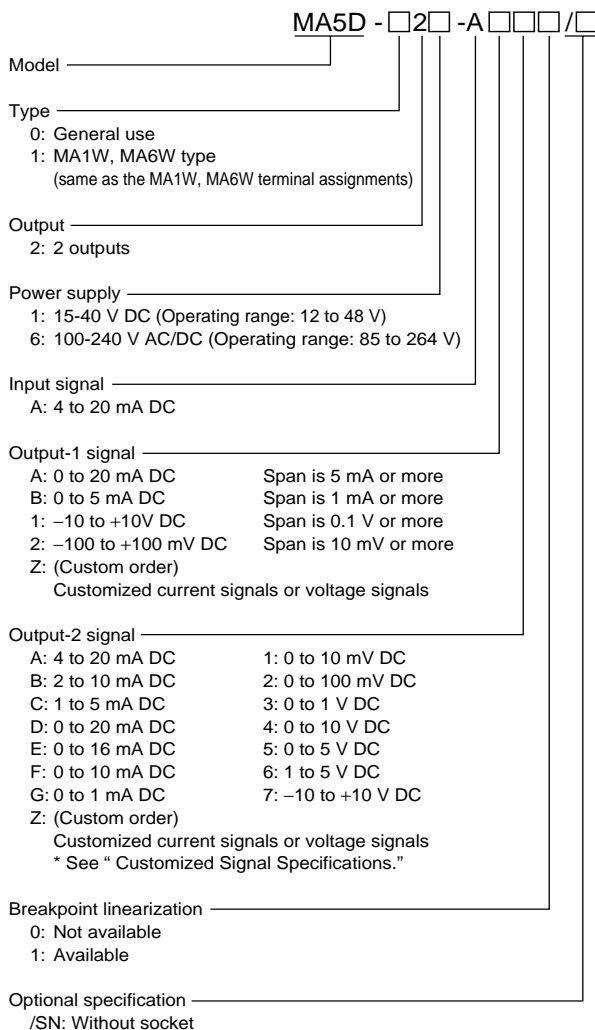 MA5D - □2□ -A □□□/□
Model
Type
0: General use
1: MA1W, MA6W type
(same as the MA1W, MA6W terminal assignments)
Output
2: 2 outputs
Power supply
1: 15-40 V DC (Operating range: 12 to 48 V)
6: 100-240 V AC/DC (Operating range: 85 to 264 V)
Input signal
A: 4 to 20 mA DC
Output-1 signal
A: 0 to 20 mA DC Span is 5 mA or more
B: 0 to 5 mA DC Span is 1 mA or more
1: −10 to +10V DC Span is 0.1 V or more
2: −100 to +100 mV DC Span is 10 mV or more
Z: (Custom order)
Customized current signals or voltage signals
Output-2 signal
A: 4 to 20 mA DC 1: 0 to 10 mV DC
B: 2 to 10 mA DC 2: 0 to 100 mV DC
C: 1 to 5 mA DC 3: 0 to 1 V DC
D: 0 to 20 mA DC 4: 0 to 10 V DC
E: 0 to 16 mA DC 5: 0 to 5 V DC
F: 0 to 10 mA DC 6: 1 to 5 V DC
G: 0 to 1 mA DC 7: −10 to +10 V DC
Z: (Custom order)
Customized current signals or voltage signals
* See “ Customized Signal Specifications.”
Breakpoint linearization
0: Not available
1: Available
Optional specification
/SN: Without socket